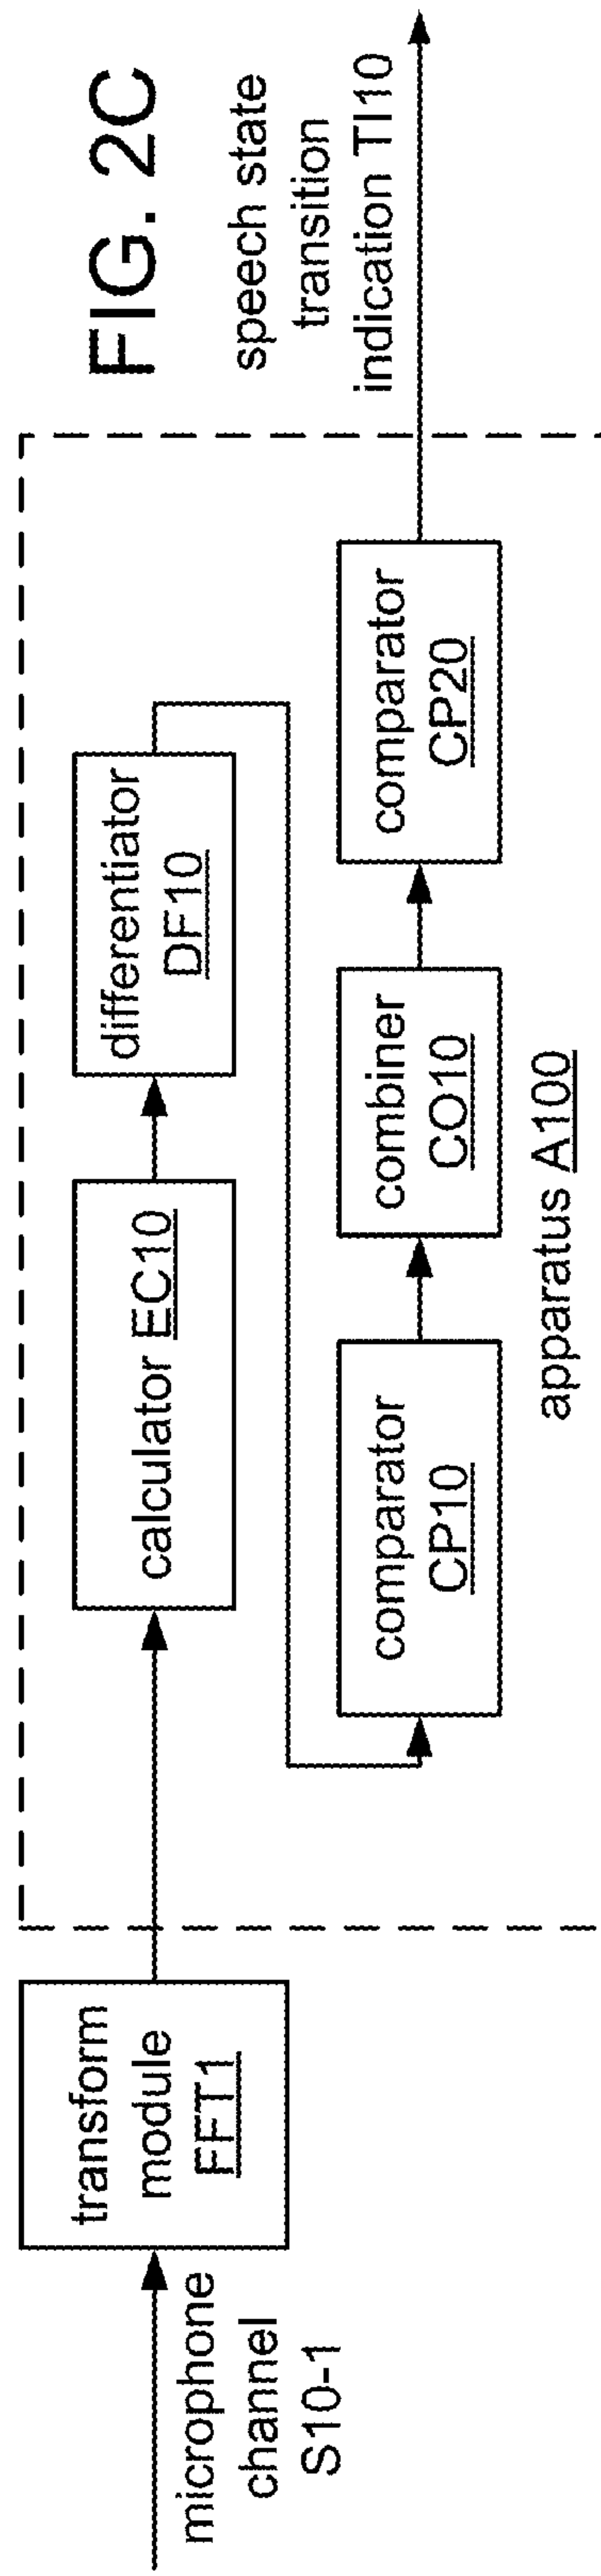 FIG. 2C
microphone
channel
S10-1
transform
module
FFT1
calculator EC10
differentiator
DF10
comparator
CP10
combiner
CO10
comparator
CP20
speech state
transition
indication TI10
apparatus A100